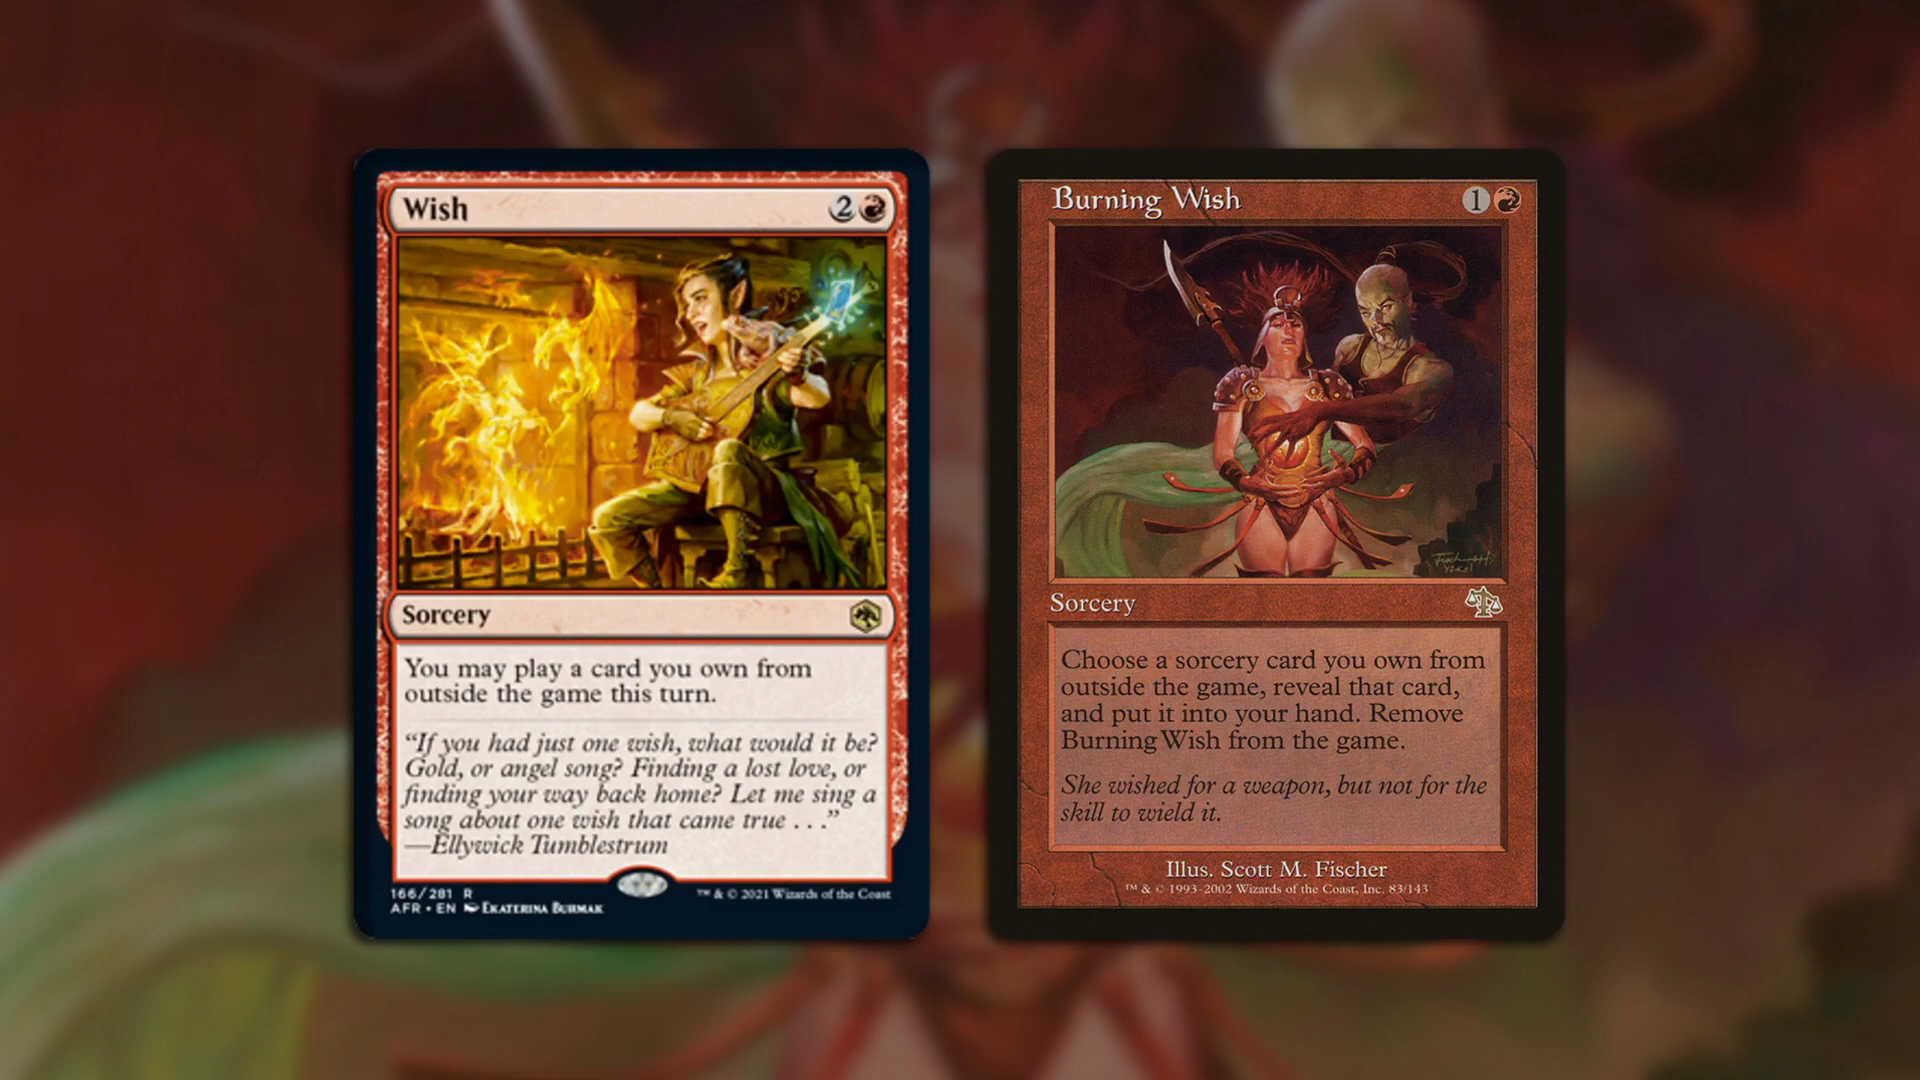 Wish
2
Sorcery
You may play a card you own from
outside the game this turn.
“If you had just one wish, what would it be?
Gold, or angel song? Finding a lost love, or
finding your way back home? Let me sing a
song about one wish that came true . . .”
—Ellywick Tumblestrum
166/281 R
AFR • EN Ekaterina Burmak
™ & © 2021 Wizards of the Coast
Burning Wish
1
Sorcery
Choose a sorcery card you own from
outside the game, reveal that card,
and put it into your hand. Remove
Burning Wish from the game.
She wished for a weapon, but not for the
skill to wield it.
Illus. Scott M. Fischer
™ & © 1993-2002 Wizards of the Coast, Inc. 83/143